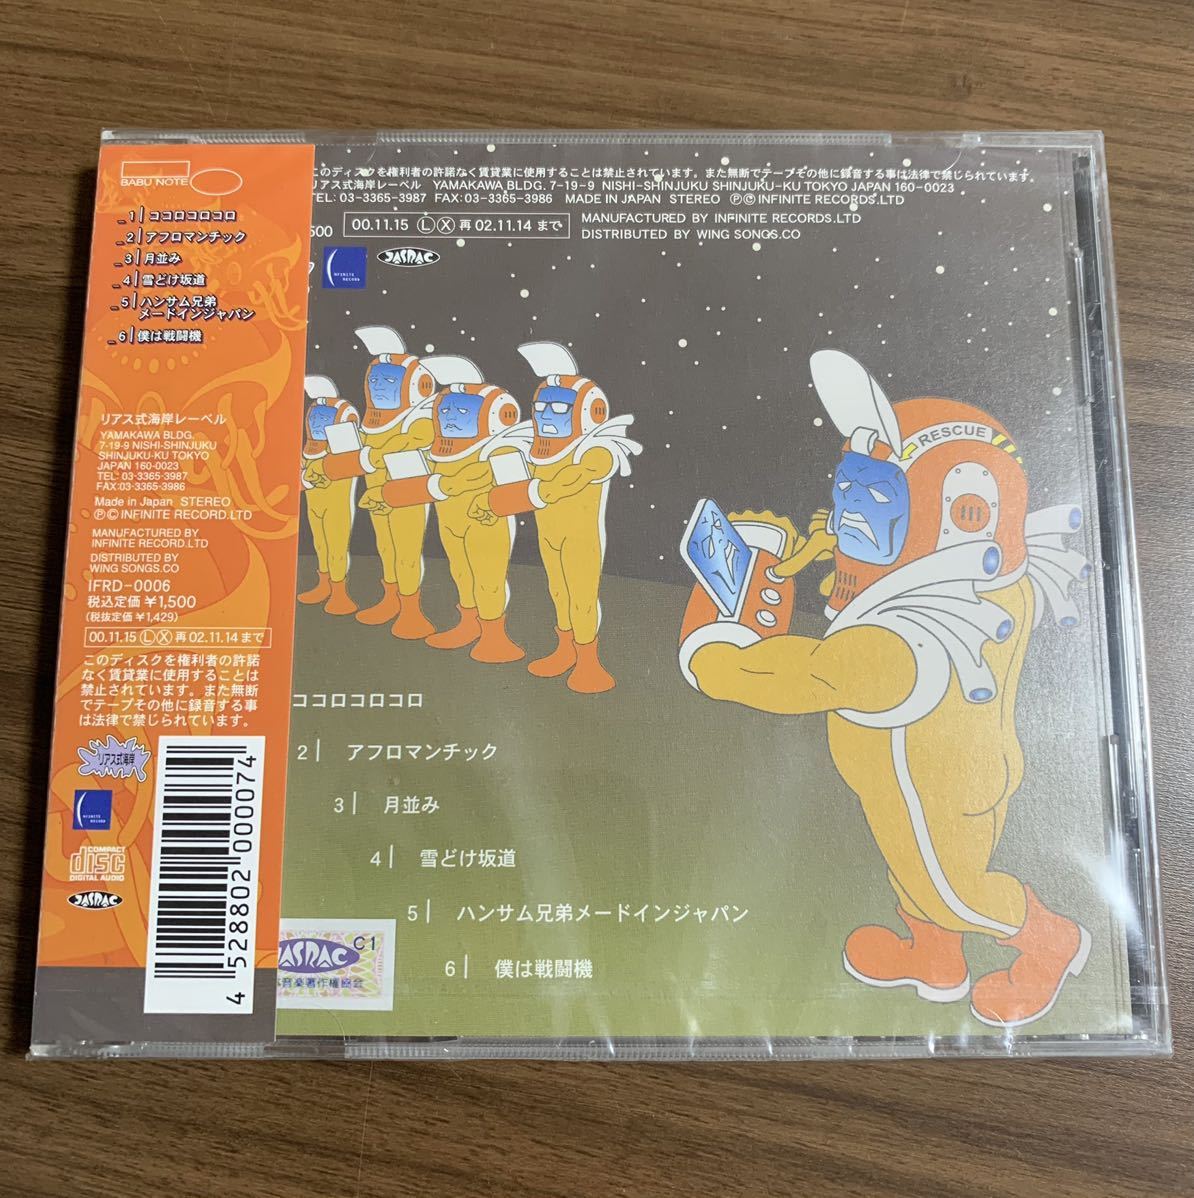 BABU NOTE
1| ココロコロコロ
2| アフロマンチック
3| 月並み
4| 雪どけ坂道
5| ハンサム兄弟
メードインジャパン
6| 僕は戦闘機
リアス式海岸レーベル
YAMAKAWA BLDG.
7-19-9 NISHI-SHINJUKU
SHINJUKU-KU TOKYO
JAPAN 160-0023
TEL: 03-3365-3987
FAX:03-3365-3986
Made in Japan STEREO
ⓅⒸ INFINITE RECORD.LTD
MANUFACTURED BY
INFINITE RECORD.LTD
DISTRIBUTED BY
WING SONGS.CO
IFRD-0006
税込定価 ¥1,500
(税抜定価 ¥1,429)
00.11.15 Ⓛ Ⓧ 再 02.11.14 まで
このディスクを権利者の許諾
なく賃貸業に使用することは
禁止されています。また無断
でテープその他に録音する事
は法律で禁じられています。
リアス式海岸
INFINITE
RECORD
COMPACT
disc
DIGITAL AUDIO
JASRAC
4 528802 000074
このディスクを権利者の許諾なく賃貸業に使用することは禁止されています。また無断でテープその他に録音する事は法律で禁じられています。
リアス式海岸レーベル YAMAKAWA BLDG. 7-19-9 NISHI-SHINJUKU SHINJUKU-KU TOKYO JAPAN 160-0023
TEL: 03-3365-3987 FAX:03-3365-3986 MADE IN JAPAN STEREO ⓅⒸ INFINITE RECORDS.LTD
500 00.11.15 Ⓛ Ⓧ 再 02.11.14 まで MANUFACTURED BY INFINITE RECORDS.LTD
DISTRIBUTED BY WING SONGS.CO
INFINITE
RECORD
JASRAC
RESCUE
ココロコロコロ
2| アフロマンチック
3| 月並み
4| 雪どけ坂道
5| ハンサム兄弟メードインジャパン
6| 僕は戦闘機
JASRAC C1
音楽著作権協会